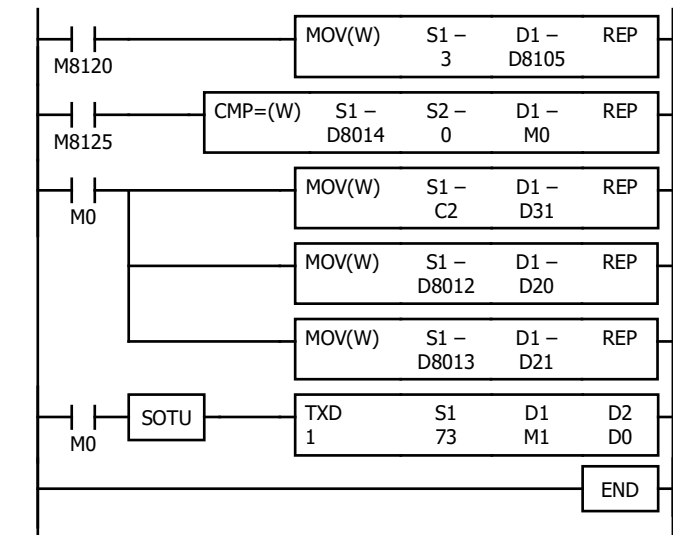 MOV(W) S1 – D1 – REP
M8120 3 D8105
CMP=(W) S1 – S2 – D1 – REP
M8125 D8014 0 M0
MOV(W) S1 – D1 – REP
M0 C2 D31
MOV(W) S1 – D1 – REP
D8012 D20
MOV(W) S1 – D1 – REP
D8013 D21
SOTU TXD S1 D1 D2
M0 1 73 M1 D0
END